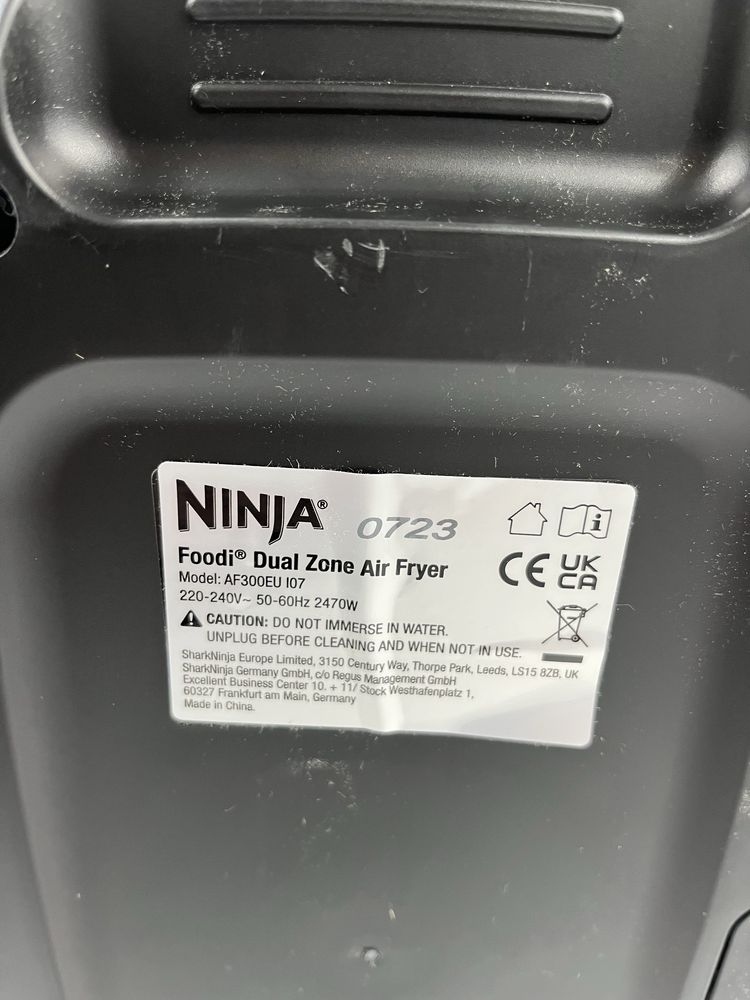 NINJA® 0723
Foodi® Dual Zone Air Fryer
Model: AF300EU I07
220-240V~ 50-60Hz 2470W
CAUTION: DO NOT IMMERSE IN WATER.
UNPLUG BEFORE CLEANING AND WHEN NOT IN USE.
SharkNinja Europe Limited, 3150 Century Way, Thorpe Park, Leeds, LS15 8ZB, UK
SharkNinja Germany GmbH, c/o Regus Management GmbH
Excellent Business Center 10. + 11/ Stock Westhafenplatz 1,
60327 Frankfurt am Main, Germany
Made in China.
CE UK
CA